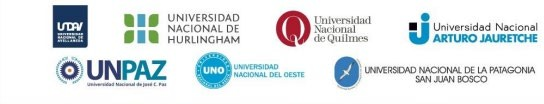 UNDAV
UNIVERSIDAD
NACIONAL DE
AVELLANEDA
UNIVERSIDAD
NACIONAL DE
HURLINGHAM
Universidad
Nacional
de Quilmes
Universidad Nacional
ARTURO JAURETCHE
UNPAZ
Universidad Nacional de José C. Paz
UNO
UNIVERSIDAD
NACIONAL DEL OESTE
UNIVERSIDAD NACIONAL DE LA PATAGONIA
SAN JUAN BOSCO